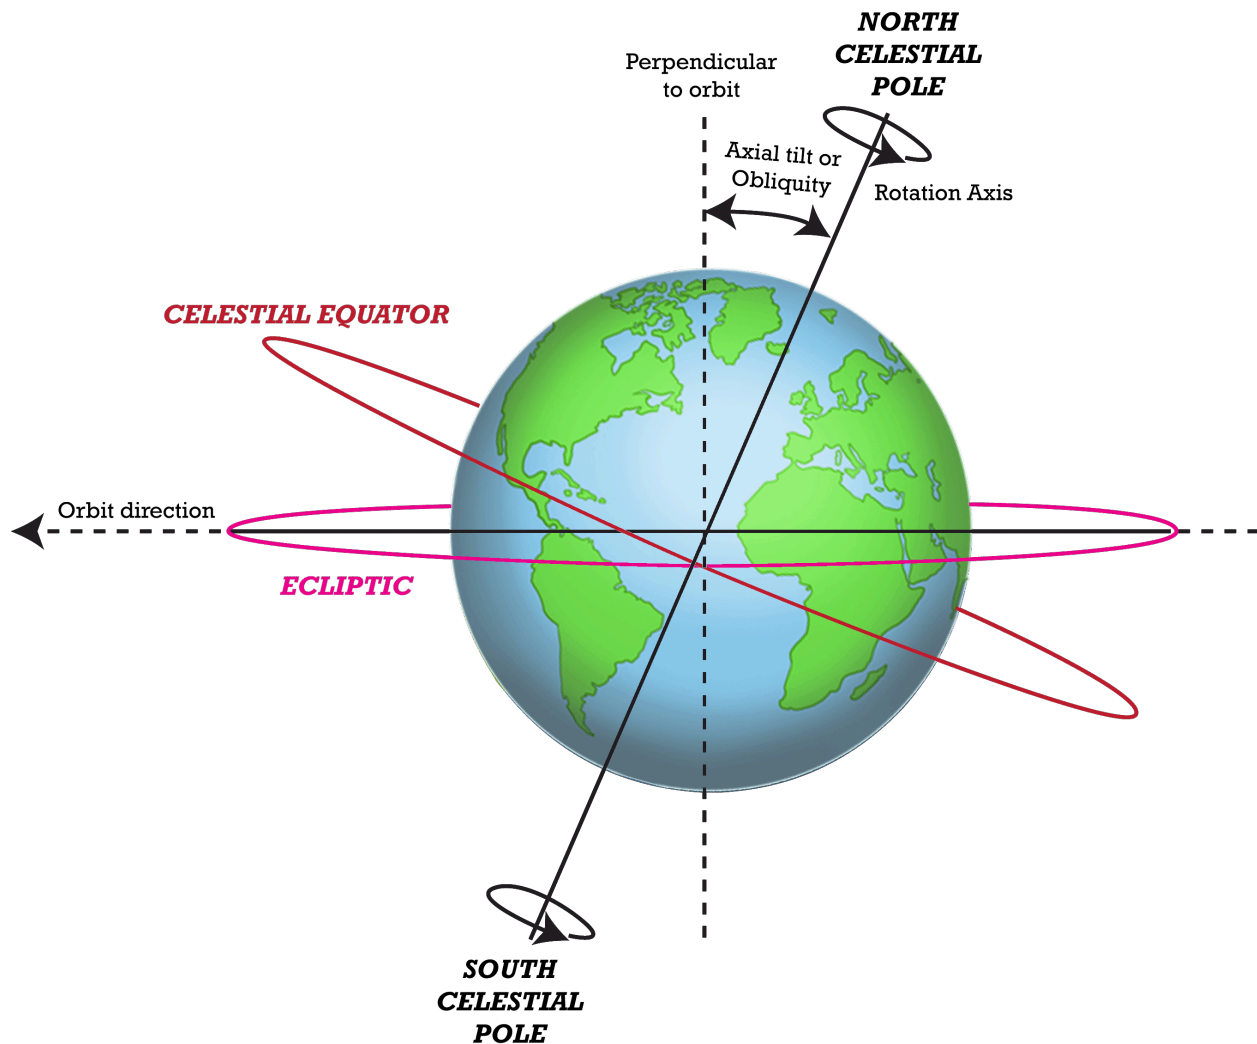 NORTH
CELESTIAL
POLE
Perpendicular
to orbit
Axial tilt or
Obliquity
Rotation Axis
CELESTIAL EQUATOR
Orbit direction
ECLIPTIC
SOUTH
CELESTIAL
POLE